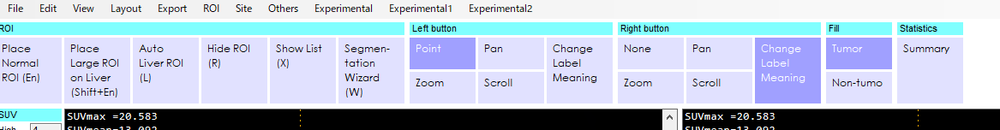 File Edit View Layout Export ROI Site Others Experimental Experimental1 Experimental2
ROI
Place
Normal
ROI (En)
Place
Large ROI
on Liver
(Shift+En)
Auto
Liver ROI
(L)
Hide ROI
(R)
Show List
(X)
Segmen-
tation
Wizard
(W)
Left button
Point
Pan
Change
Label
Meaning
Zoom
Scroll
Right button
None
Pan
Change
Label
Meaning
Zoom
Scroll
Fill
Tumor
Non-tumo
Statistics
Summary
SUV
High
4
SUVmax =20.583
SUVmean=13.092
SUVmax =20.583
SUVmean=13.092